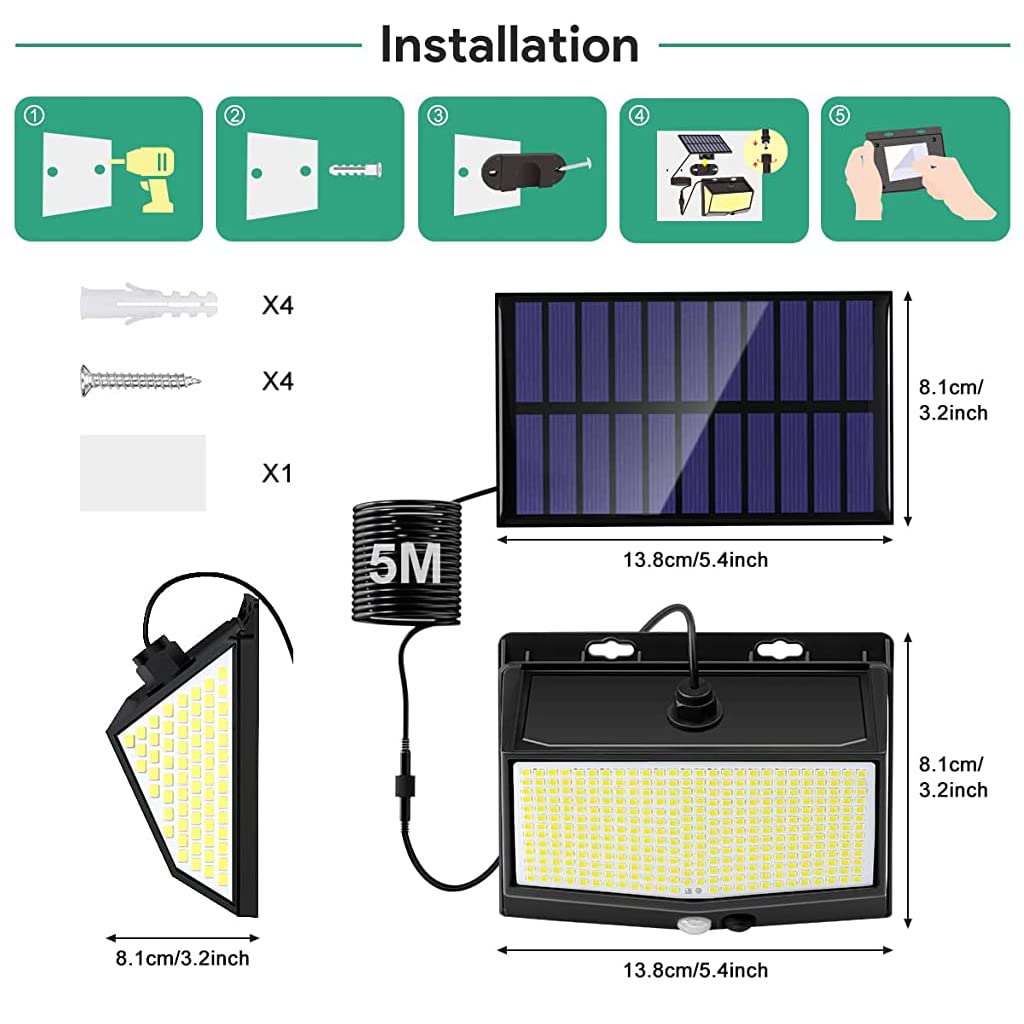 Installation
1
2
3
4
5
X4
X4
X1
8.1cm/
3.2inch
5M
13.8cm/5.4inch
8.1cm/
3.2inch
8.1cm/3.2inch
13.8cm/5.4inch